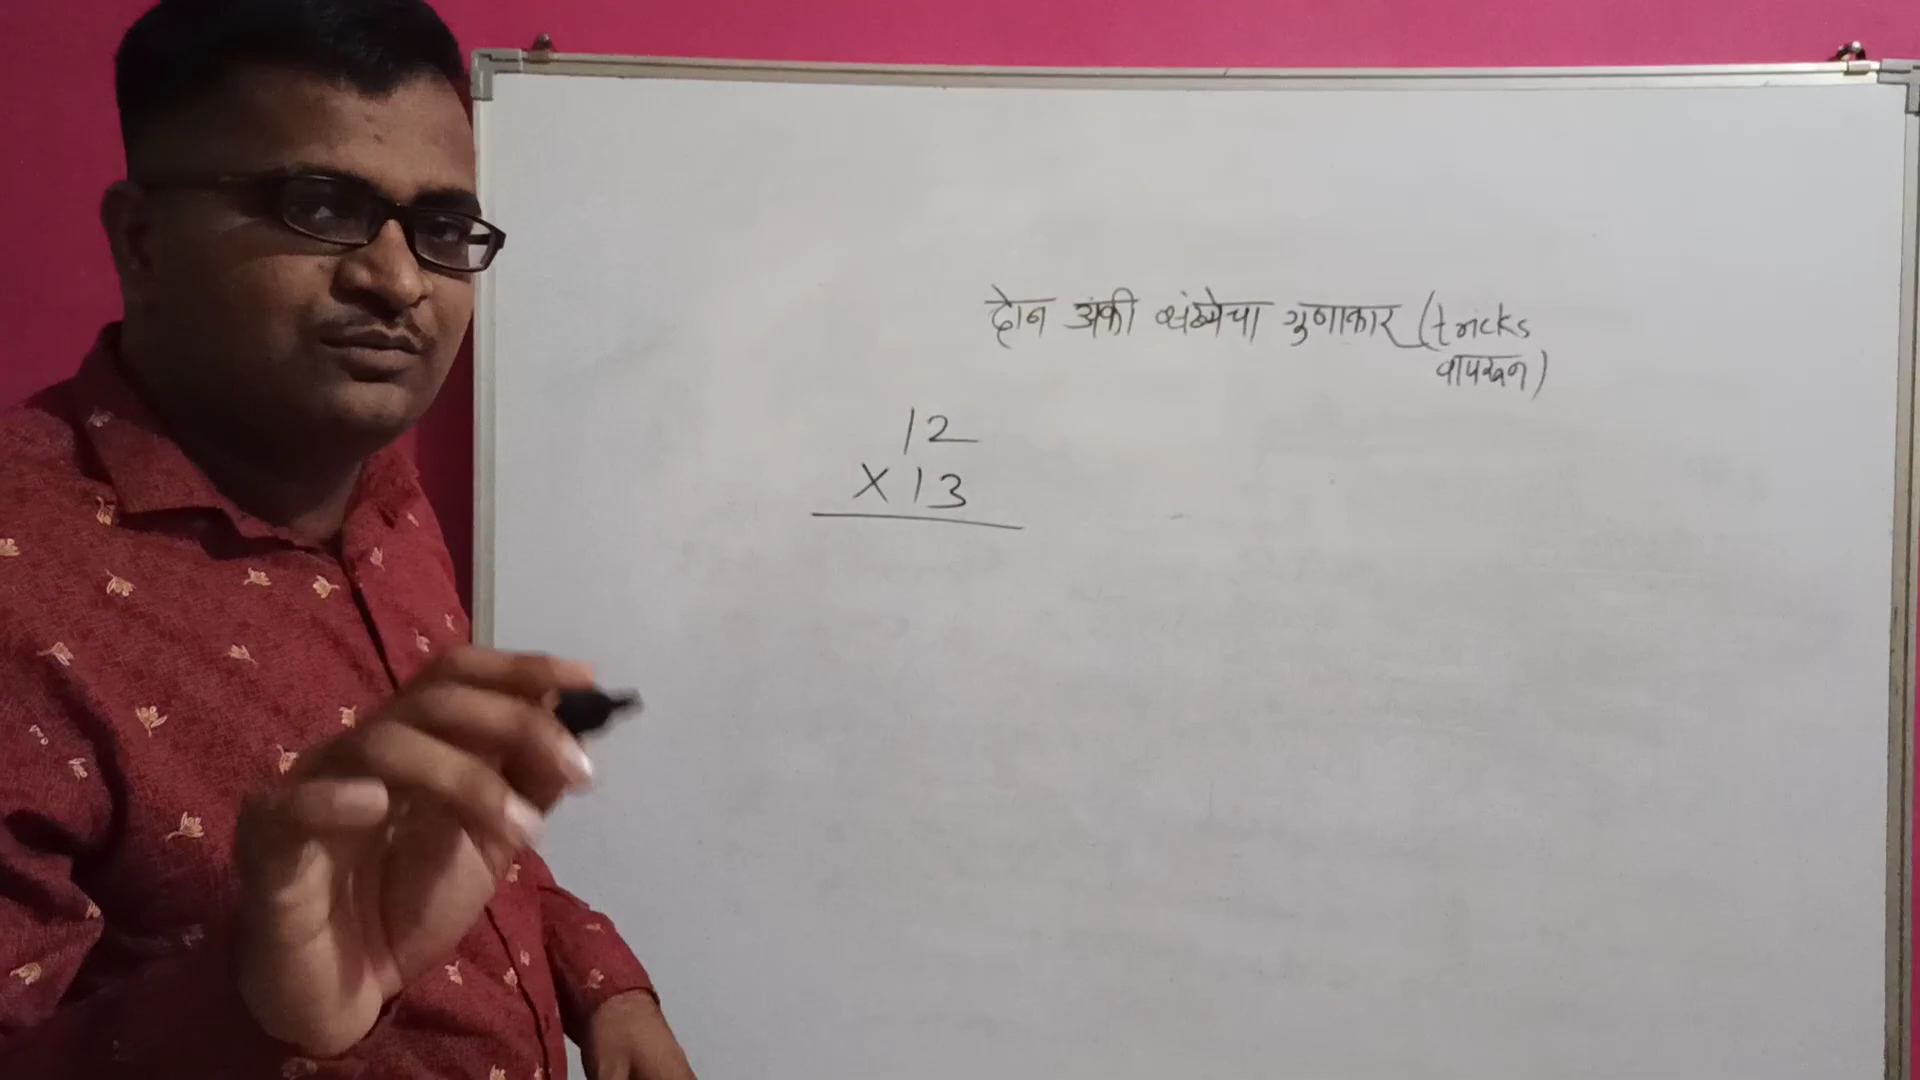 दोन अंकी संख्येचा गुणाकार (tricks
वापरून)
12
X 13